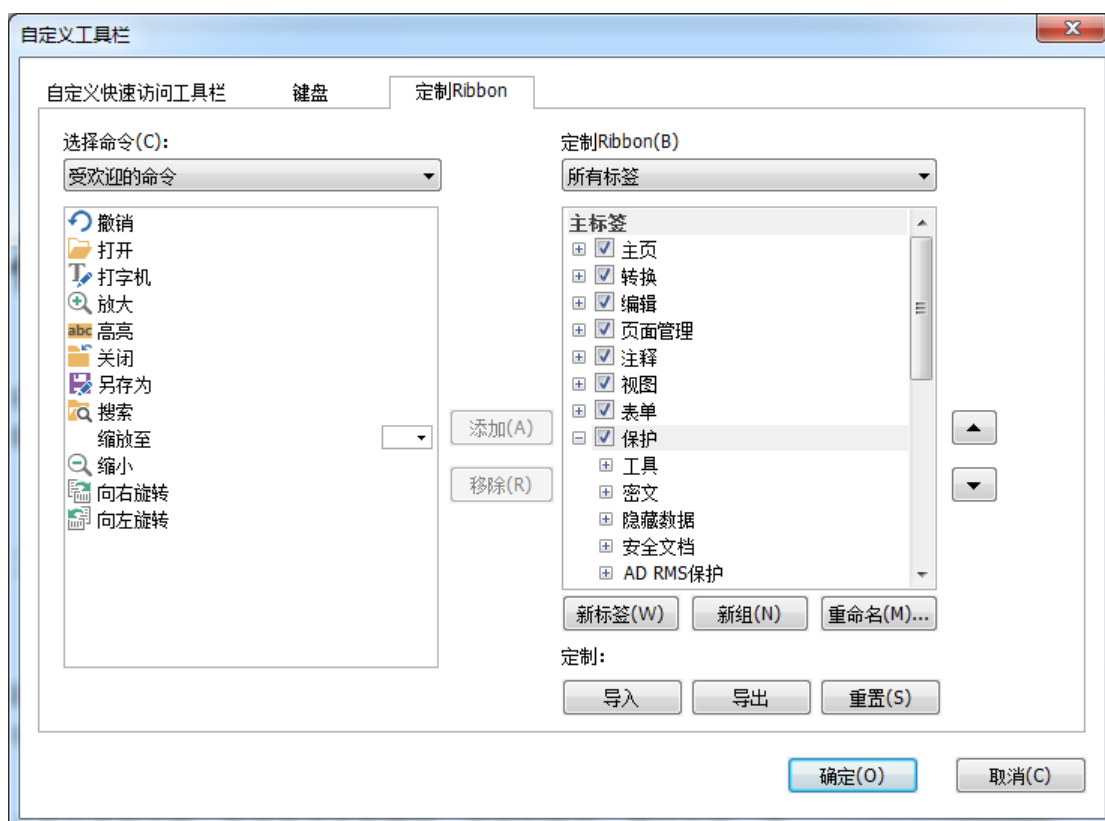 自定义工具栏
自定义快速访问工具栏 键盘 定制Ribbon
选择命令(C):
受欢迎的命令
撤销
打开
打字机
放大
abc 高亮
关闭
另存为
搜索
缩放至
缩小
向右旋转
向左旋转
添加(A)
移除(R)
定制Ribbon(B)
所有标签
主标签
主页
转换
编辑
页面管理
注释
视图
表单
保护
工具
密文
隐藏数据
安全文档
AD RMS保护
新标签(W) 新组(N) 重命名(M)...
定制:
导入 导出 重置(S)
确定(O) 取消(C)